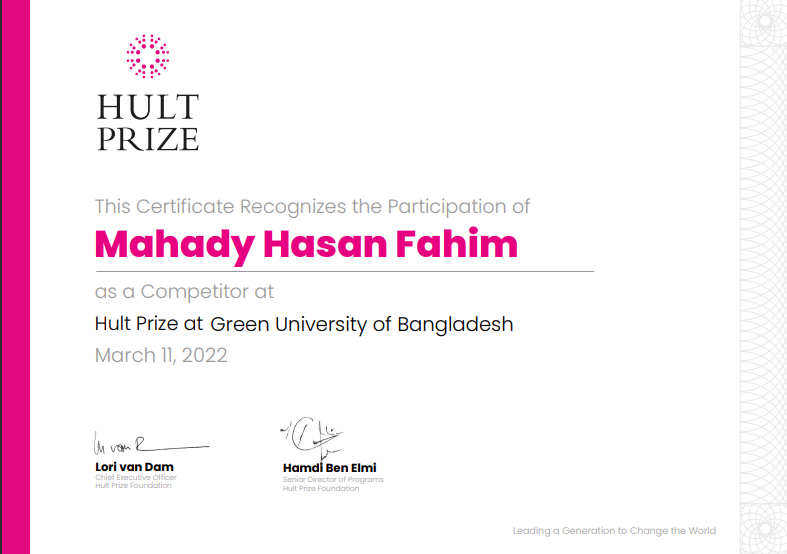 HULT
PRIZE
This Certificate Recognizes the Participation of
Mahady Hasan Fahim
as a Competitor at
Hult Prize at Green University of Bangladesh
March 11, 2022
Lori van Dam
Chief Executive Officer
Hult Prize Foundation
Hamdi Ben Elmi
Senior Director of Programs
Hult Prize Foundation
Leading a Generation to Change the World